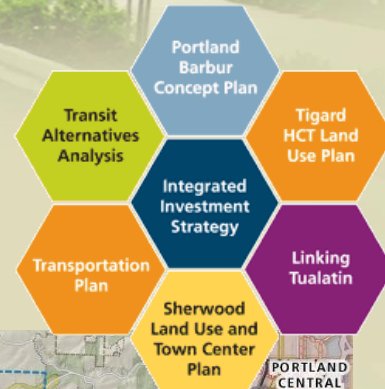 Portland
Barbur
Concept Plan
Transit
Alternatives
Analysis
Tigard
HCT Land
Use Plan
Integrated
Investment
Strategy
Transportation
Plan
Linking
Tualatin
Sherwood
Land Use and
Town Center
Plan
PORTLAND
CENTRAL